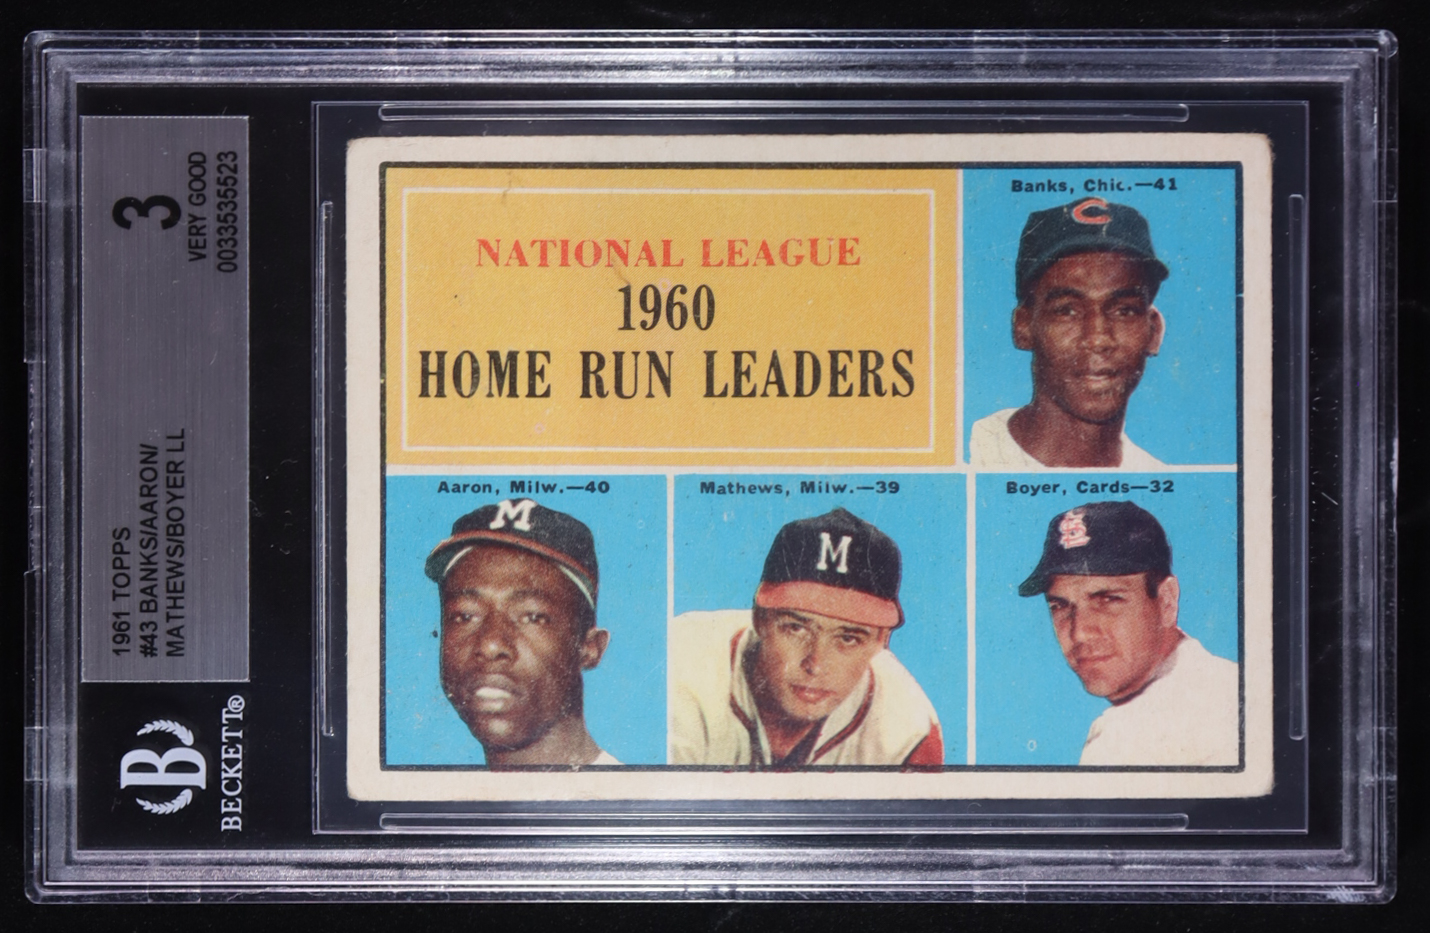 3
VERY GOOD
0033535523
1961 TOPPS
#43 BANKS/AARON/
MATHEWS/BOYER LL
B
BECKETT®
NATIONAL LEAGUE
1960
HOME RUN LEADERS
Banks, Chic.—41
C
Aaron, Milw.—40
M
Mathews, Milw.—39
M
Boyer, Cards—32
STL